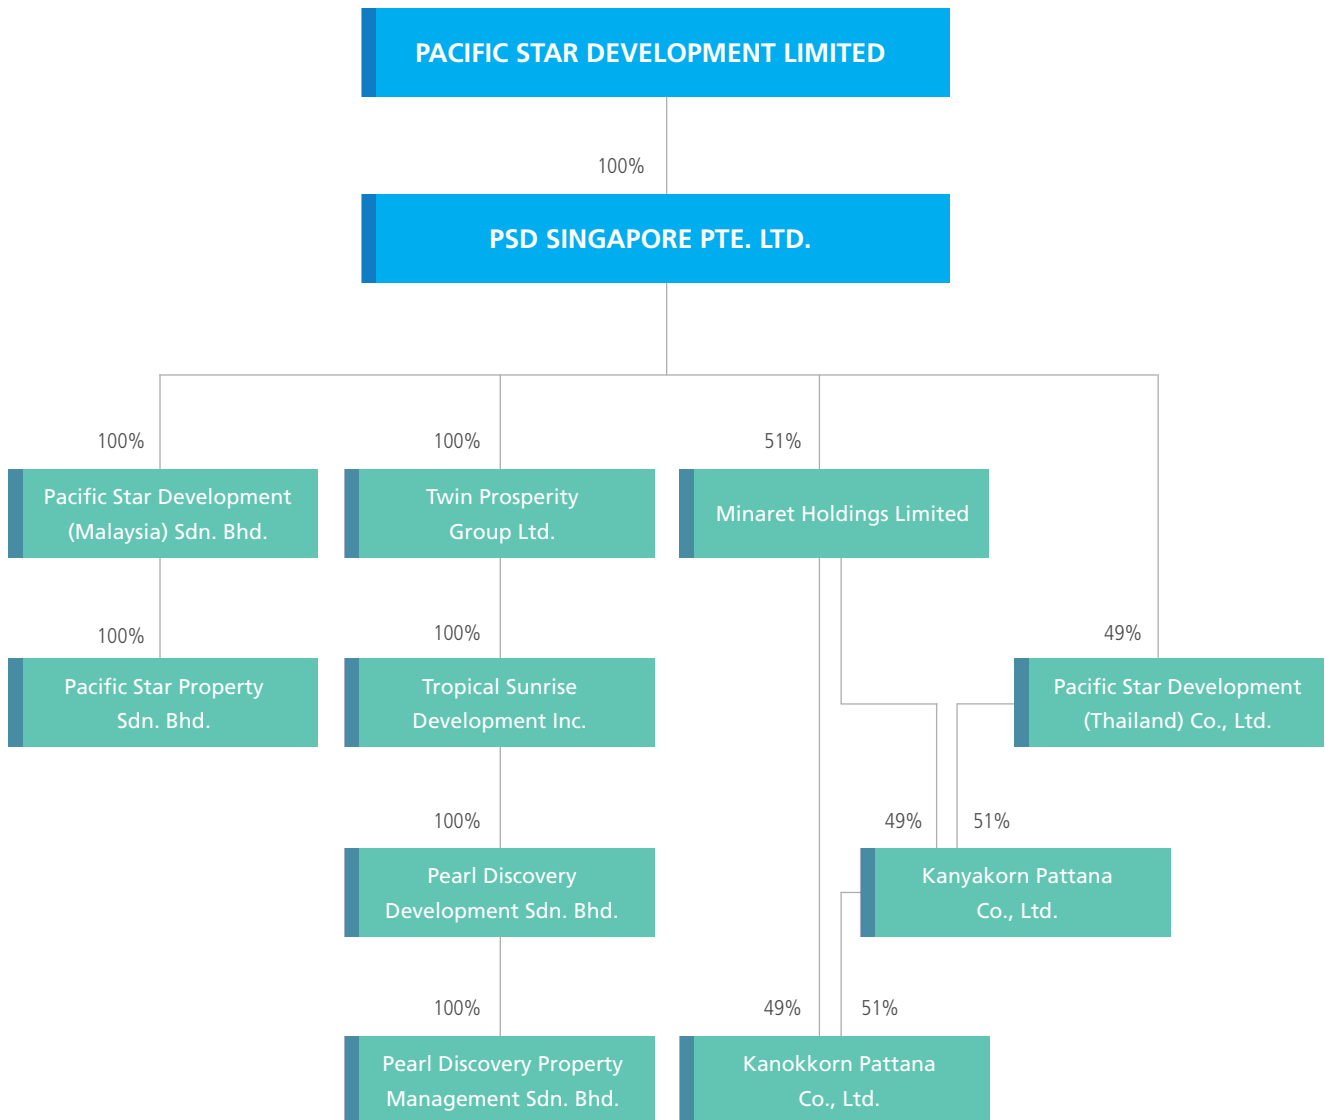 PACIFIC STAR DEVELOPMENT LIMITED
100%
PSD SINGAPORE PTE. LTD.
100%
100%
51%
Pacific Star Development
(Malaysia) Sdn. Bhd.
Twin Prosperity
Group Ltd.
Minaret Holdings Limited
100%
100%
49%
Pacific Star Property
Sdn. Bhd.
Tropical Sunrise
Development Inc.
Pacific Star Development
(Thailand) Co., Ltd.
100%
49%
51%
Pearl Discovery
Development Sdn. Bhd.
Kanyakorn Pattana
Co., Ltd.
100%
49%
51%
Pearl Discovery Property
Management Sdn. Bhd.
Kanokkorn Pattana
Co., Ltd.